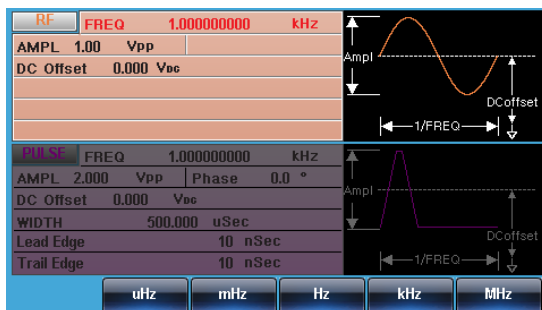 RF FREQ 1.000000000 kHz
AMPL 1.00 Vpp
DC Offset 0.000 VDC
Ampl
DCoffset
1/FREQ
PULSE FREQ 1.000000000 kHz
AMPL 2.000 Vpp Phase 0.0 °
DC Offset 0.000 VDC
WIDTH 500.000 uSec
Lead Edge 10 nSec
Trail Edge 10 nSec
Ampl
DCoffset
1/FREQ
uHz mHz Hz kHz MHz